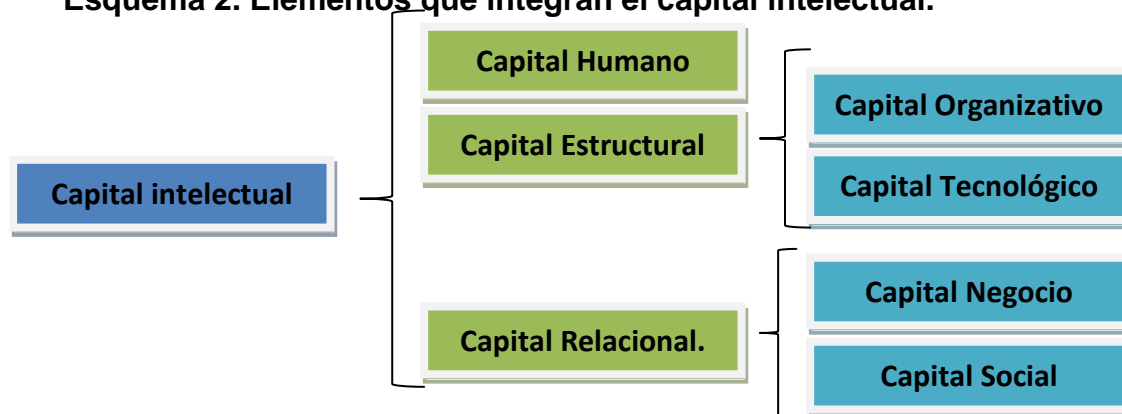 Esquema 2. Elementos que integran el capital intelectual.
Capital intelectual
Capital Humano
Capital Estructural
Capital Organizativo
Capital Tecnológico
Capital Relacional.
Capital Negocio
Capital Social